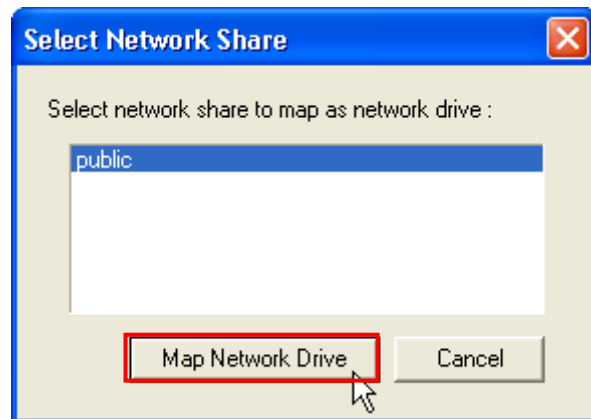 Select Network Share
Select network share to map as network drive :
public
Map Network Drive
Cancel